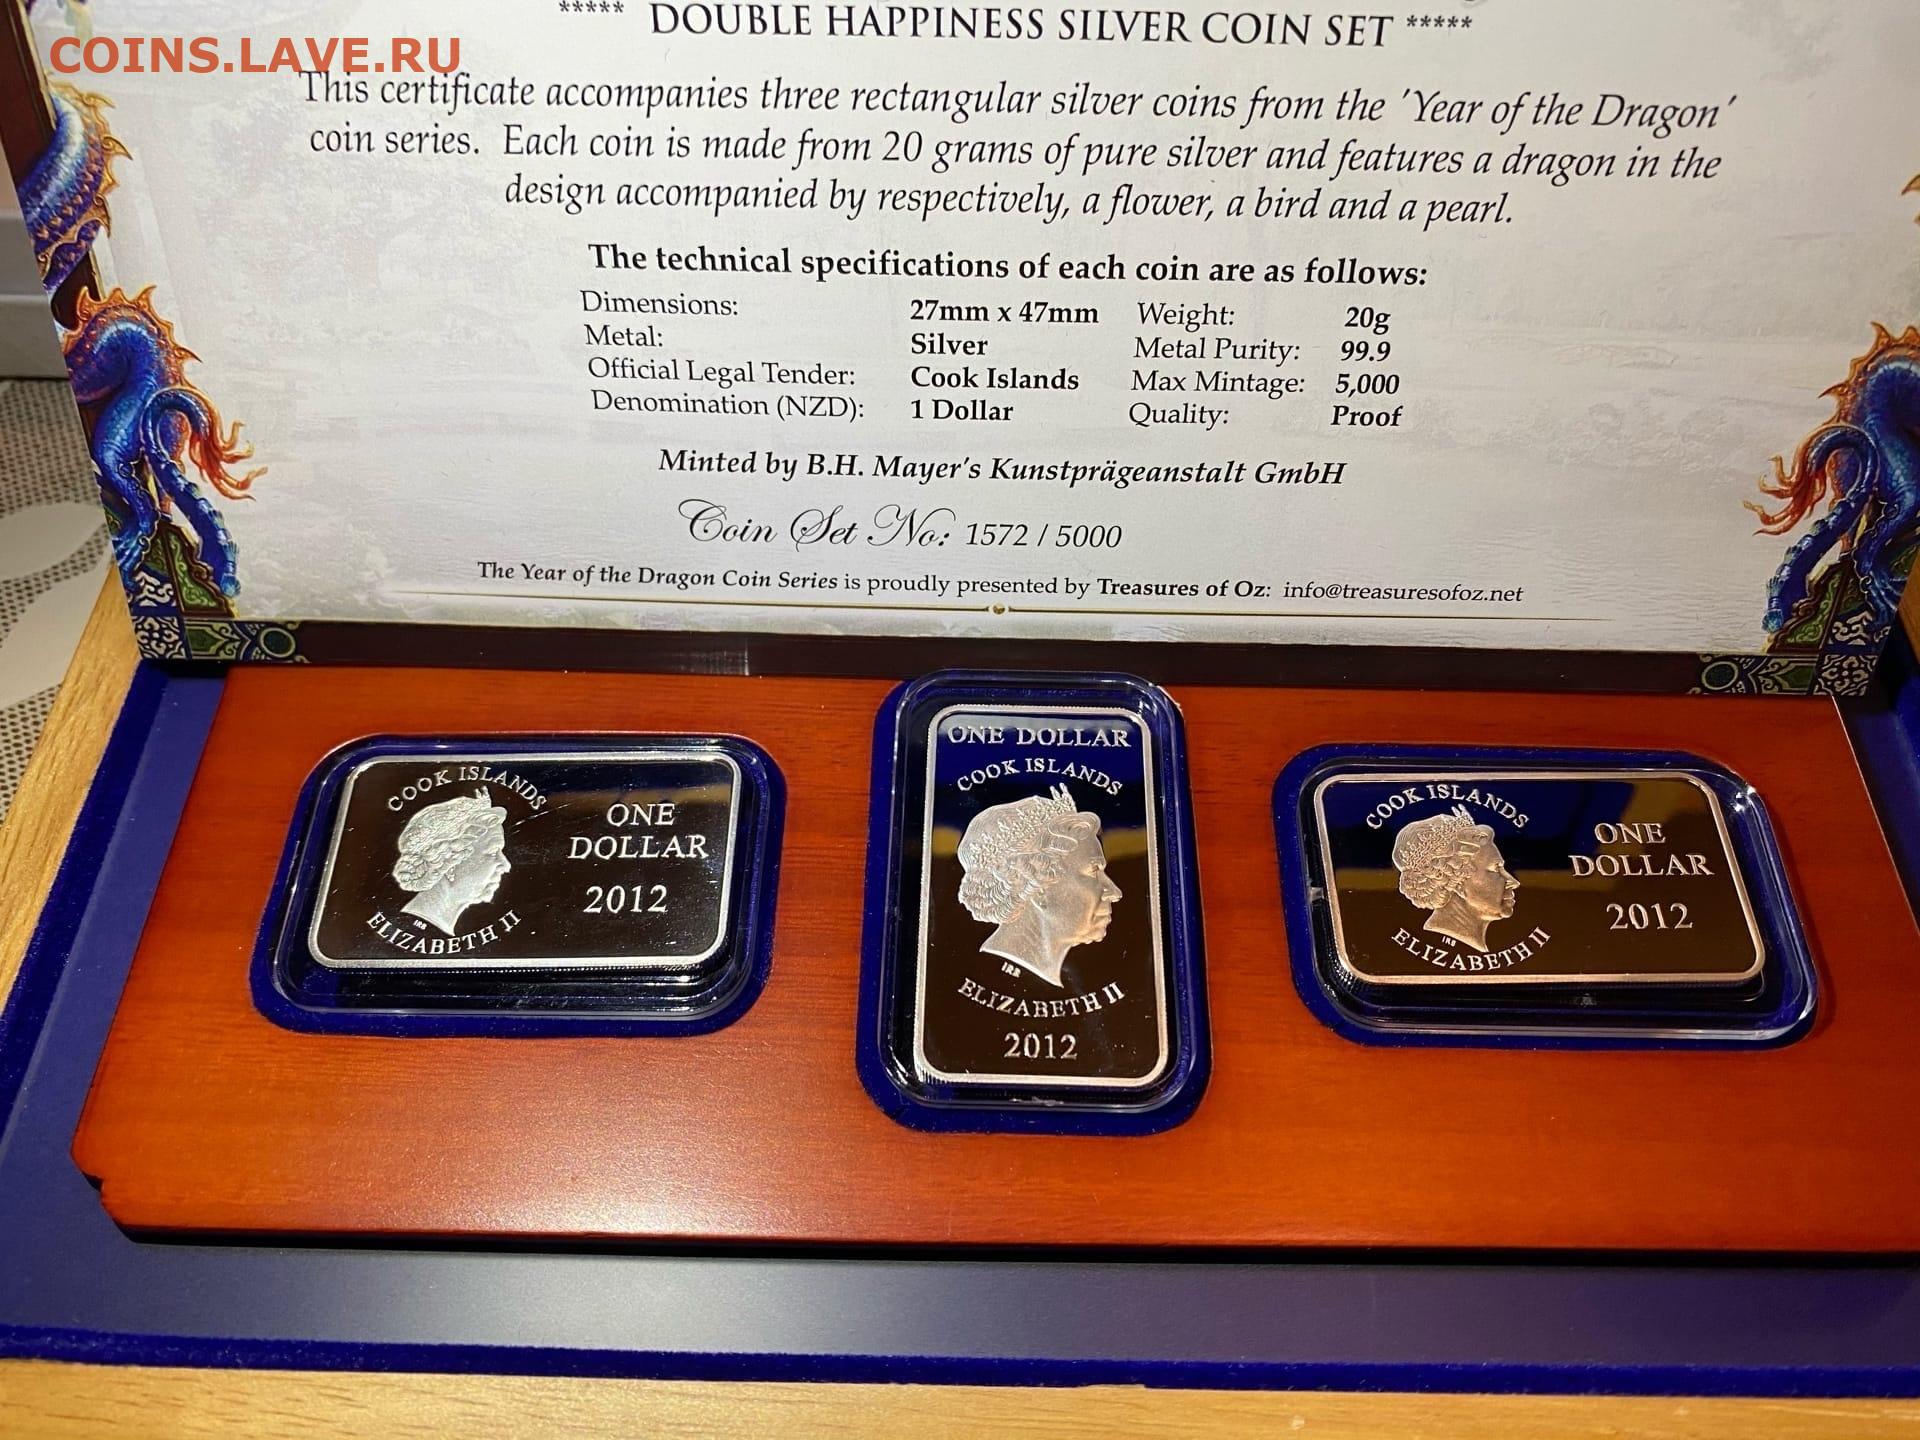 ***** DOUBLE HAPPINESS SILVER COIN SET *****
COINS.LAVE.RU
This certificate accompanies three rectangular silver coins from the 'Year of the Dragon'
coin series. Each coin is made from 20 grams of pure silver and features a dragon in the
design accompanied by respectively, a flower, a bird and a pearl.
The technical specifications of each coin are as follows:
Dimensions: 27mm x 47mm Weight: 20g
Metal: Silver Metal Purity: 99.9
Official Legal Tender: Cook Islands Max Mintage: 5,000
Denomination (NZD): 1 Dollar Quality: Proof
Minted by B.H. Mayer's Kunstprägeanstalt GmbH
Coin Set No: 1572 / 5000
The Year of the Dragon Coin Series is proudly presented by Treasures of Oz: info@treasuresofoz.net
COOK ISLANDS
ONE
DOLLAR
2012
IRB
ELIZABETH II
ONE DOLLAR
COOK ISLANDS
IRB
ELIZABETH II
2012
COOK ISLANDS
ONE
DOLLAR
2012
IRB
ELIZABETH II